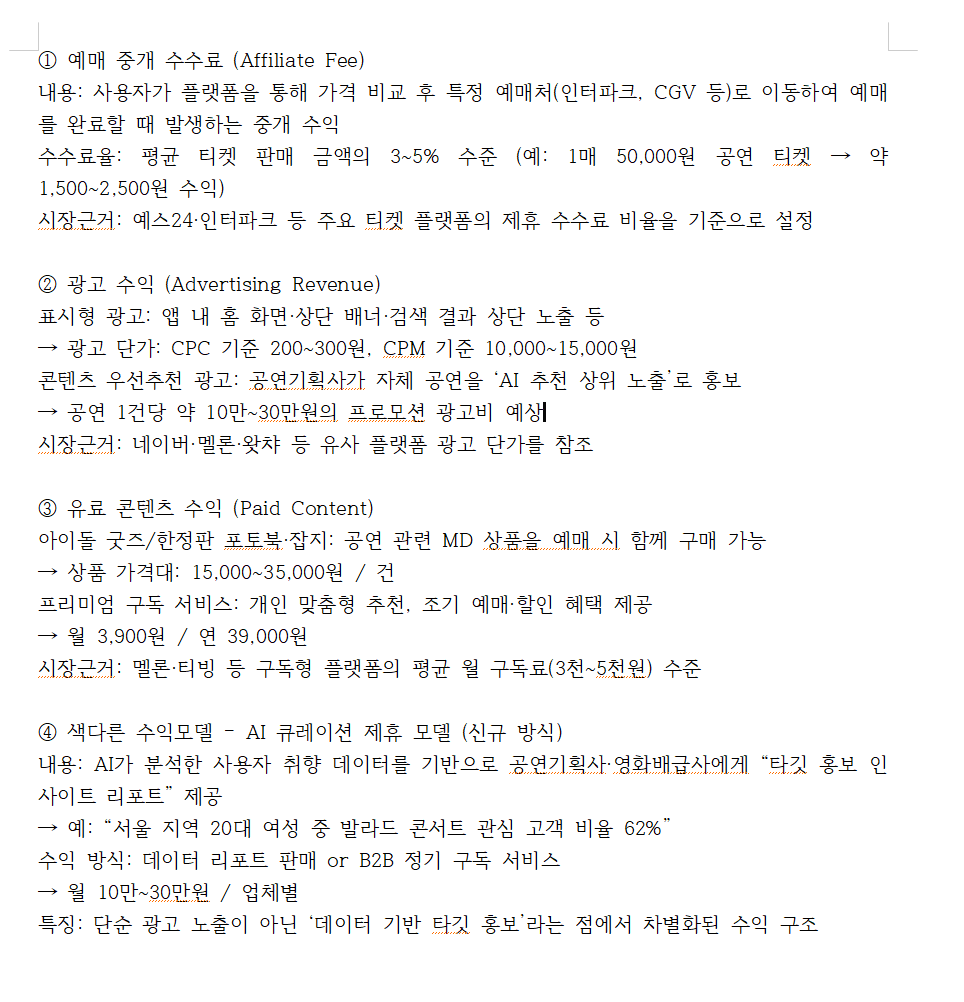 ① 예매 중개 수수료 (Affiliate Fee)
내용: 사용자가 플랫폼을 통해 가격 비교 후 특정 예매처(인터파크, CGV 등)로 이동하여 예매
를 완료할 때 발생하는 중개 수익
수수료율: 평균 티켓 판매 금액의 3~5% 수준 (예: 1매 50,000원 공연 티켓 → 약
1,500~2,500원 수익)
시장근거: 예스24·인터파크 등 주요 티켓 플랫폼의 제휴 수수료 비율을 기준으로 설정
② 광고 수익 (Advertising Revenue)
표시형 광고: 앱 내 홈 화면·상단 배너·검색 결과 상단 노출 등
→ 광고 단가: CPC 기준 200~300원, CPM 기준 10,000~15,000원
콘텐츠 우선추천 광고: 공연기획사가 자체 공연을 ‘AI 추천 상위 노출’로 홍보
→ 공연 1건당 약 10만~30만원의 프로모션 광고비 예상
시장근거: 네이버·멜론·왓챠 등 유사 플랫폼 광고 단가를 참조
③ 유료 콘텐츠 수익 (Paid Content)
아이돌 굿즈/한정판 포토북·잡지: 공연 관련 MD 상품을 예매 시 함께 구매 가능
→ 상품 가격대: 15,000~35,000원 / 건
프리미엄 구독 서비스: 개인 맞춤형 추천, 조기 예매·할인 혜택 제공
→ 월 3,900원 / 연 39,000원
시장근거: 멜론·티빙 등 구독형 플랫폼의 평균 월 구독료(3천~5천원) 수준
④ 색다른 수익모델 - AI 큐레이션 제휴 모델 (신규 방식)
내용: AI가 분석한 사용자 취향 데이터를 기반으로 공연기획사·영화배급사에게 “타깃 홍보 인
사이트 리포트” 제공
→ 예: “서울 지역 20대 여성 중 발라드 콘서트 관심 고객 비율 62%”
수익 방식: 데이터 리포트 판매 or B2B 정기 구독 서비스
→ 월 10만~30만원 / 업체별
특징: 단순 광고 노출이 아닌 ‘데이터 기반 타깃 홍보’라는 점에서 차별화된 수익 구조